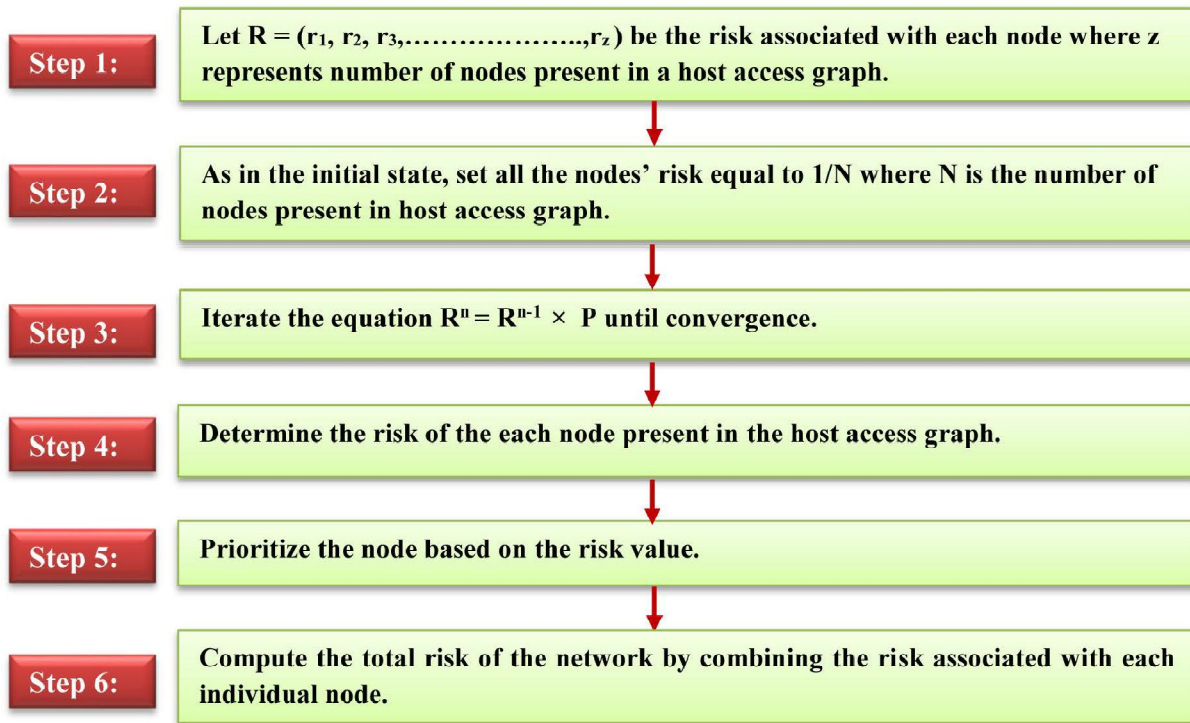 Step 1:
Let R = (r₁, r₂, r₃,…………………..,r_z) be the risk associated with each node where z
represents number of nodes present in a host access graph.
Step 2:
As in the initial state, set all the nodes’ risk equal to 1/N where N is the number of
nodes present in host access graph.
Step 3:
Iterate the equation Rⁿ = Rⁿ⁻¹ × P until convergence.
Step 4:
Determine the risk of the each node present in the host access graph.
Step 5:
Prioritize the node based on the risk value.
Step 6:
Compute the total risk of the network by combining the risk associated with each
individual node.